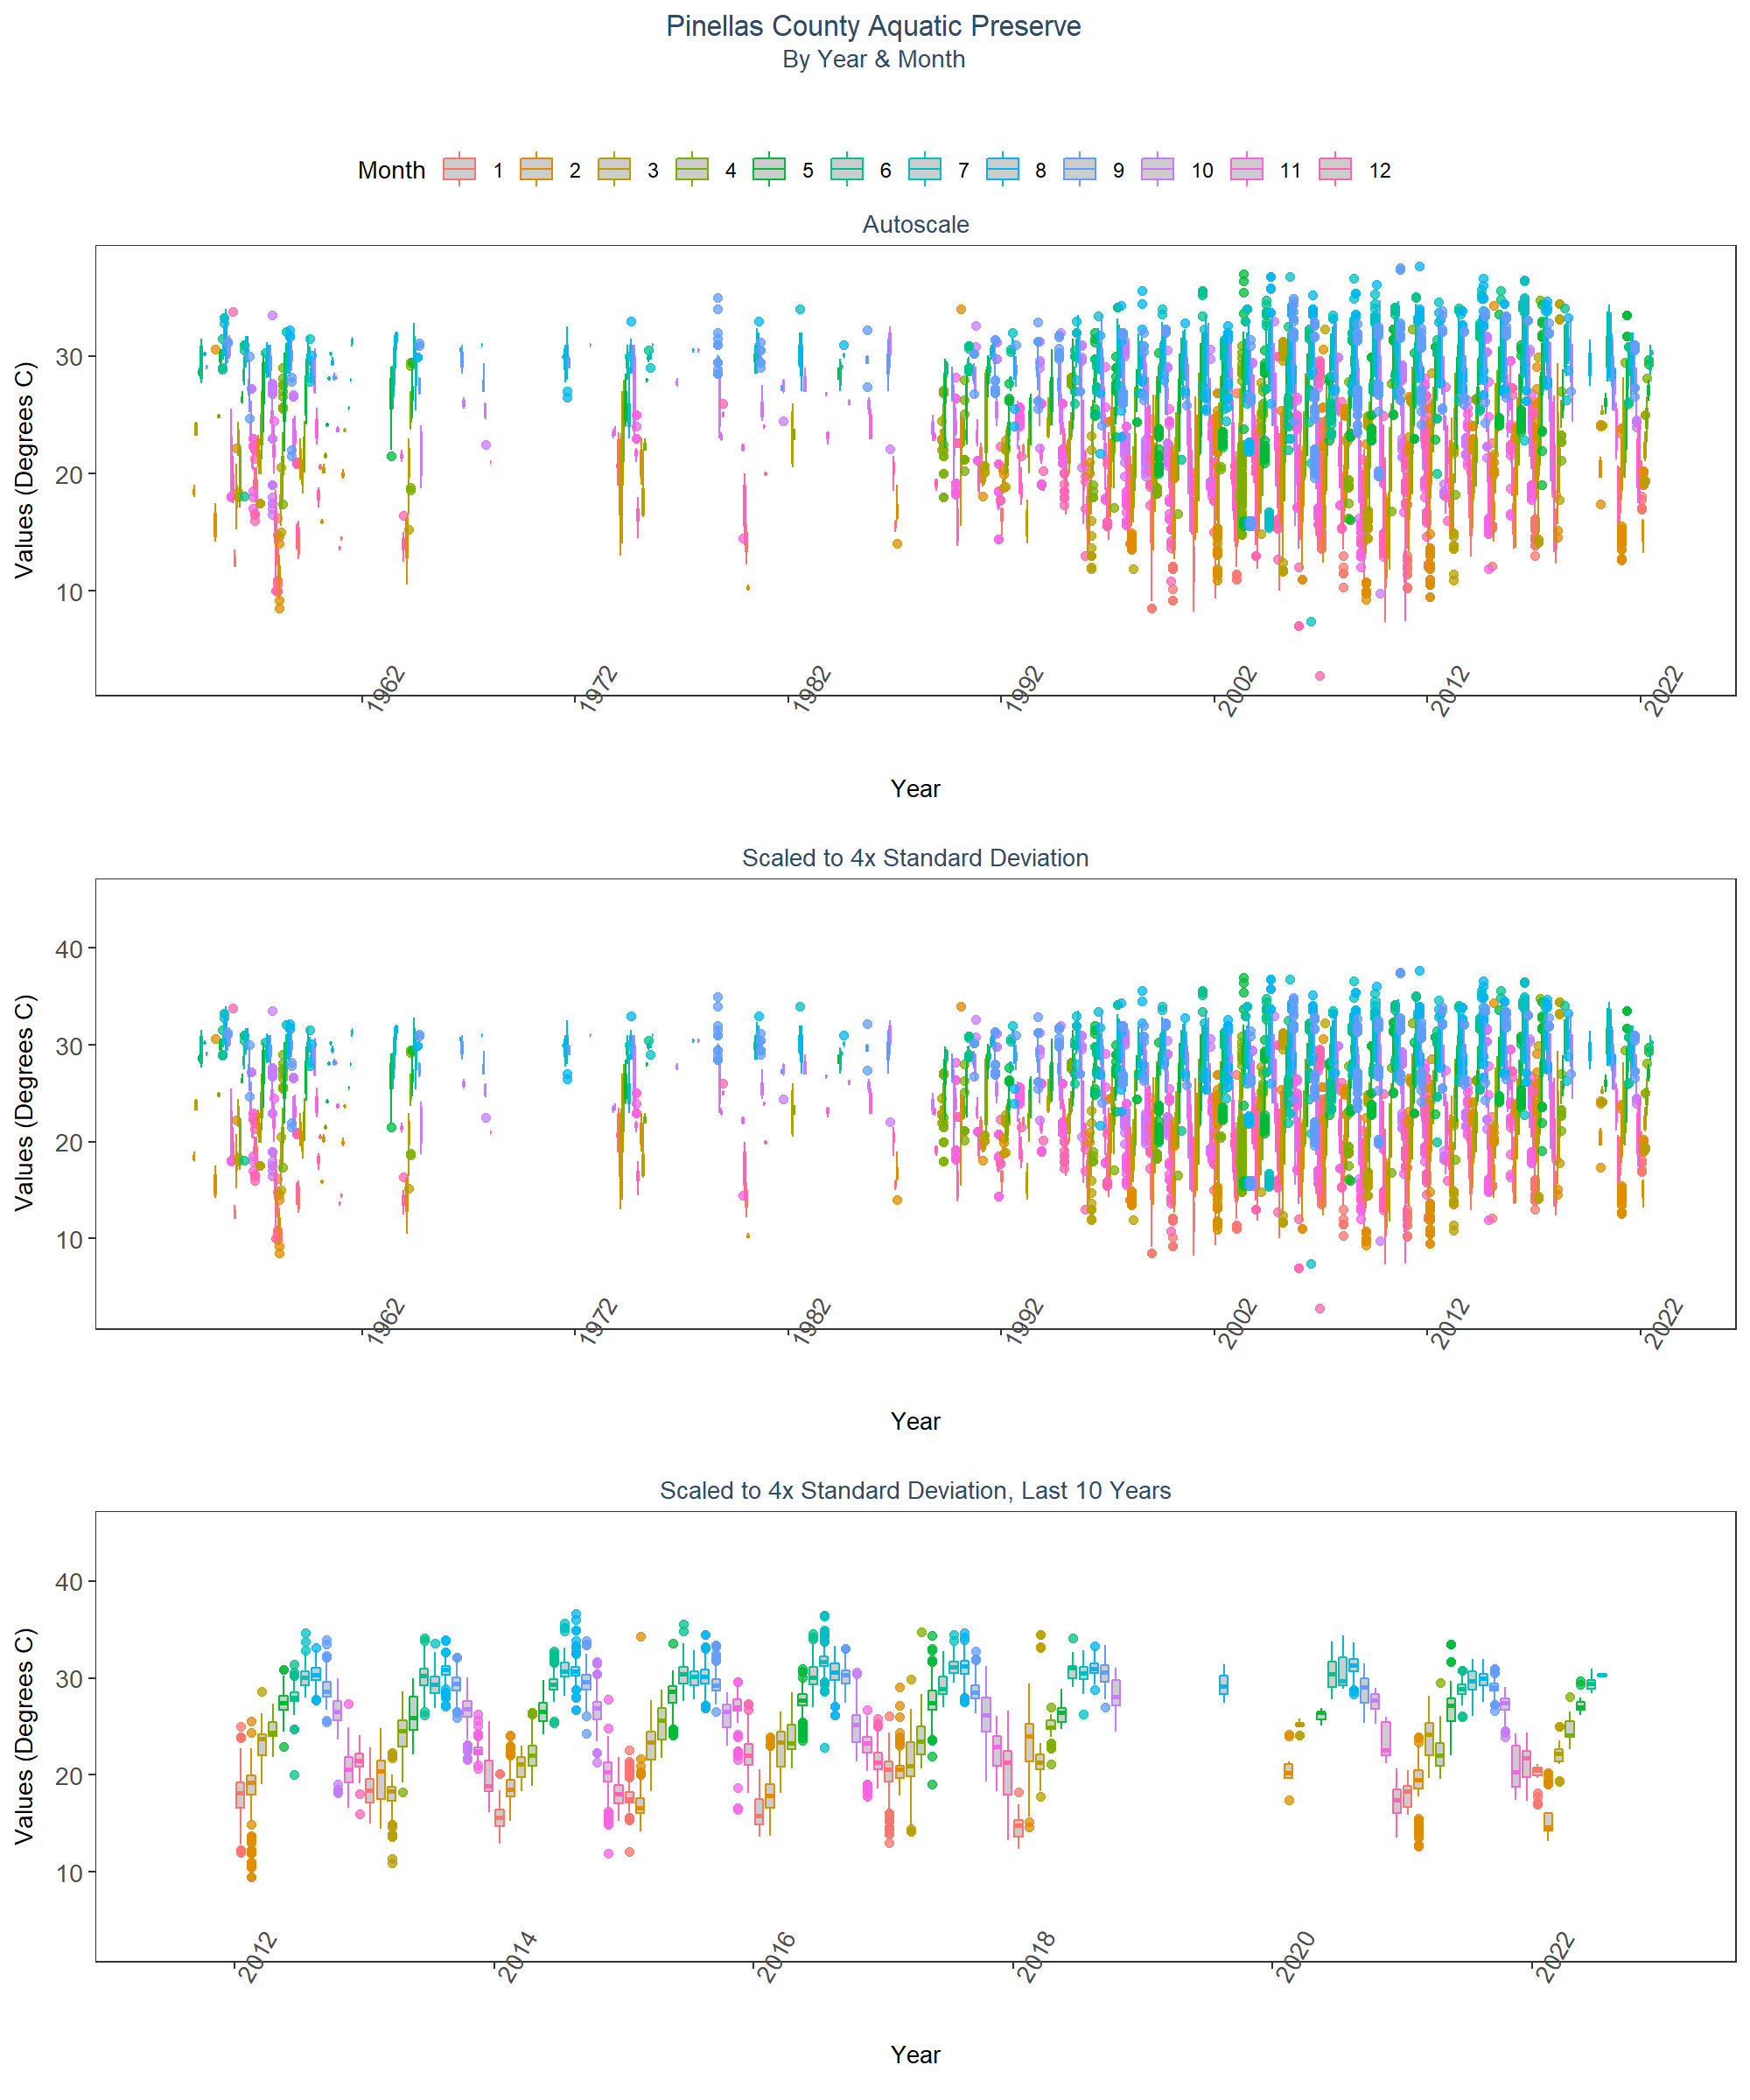 Pinellas County Aquatic Preserve
By Year & Month
Month 1 2 3 4 5 6 7 8 9 10 11 12
Autoscale
Values (Degrees C)
30
20
10
1962 1972 1982 1992 2002 2012 2022
Year
Scaled to 4x Standard Deviation
Values (Degrees C)
40
30
20
10
1962 1972 1982 1992 2002 2012 2022
Year
Scaled to 4x Standard Deviation, Last 10 Years
Values (Degrees C)
40
30
20
10
2012 2014 2016 2018 2020 2022
Year